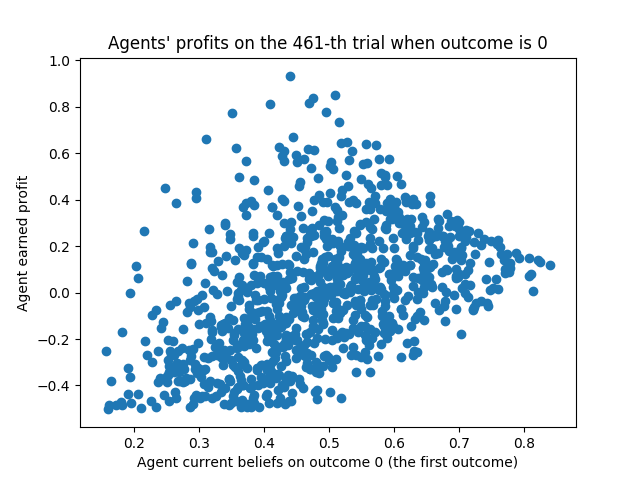 Agents' profits on the 461-th trial when outcome is 0
1.0
0.8
0.6
0.4
0.2
0.0
−0.2
−0.4
Agent earned profit
0.2 0.3 0.4 0.5 0.6 0.7 0.8
Agent current beliefs on outcome 0 (the first outcome)